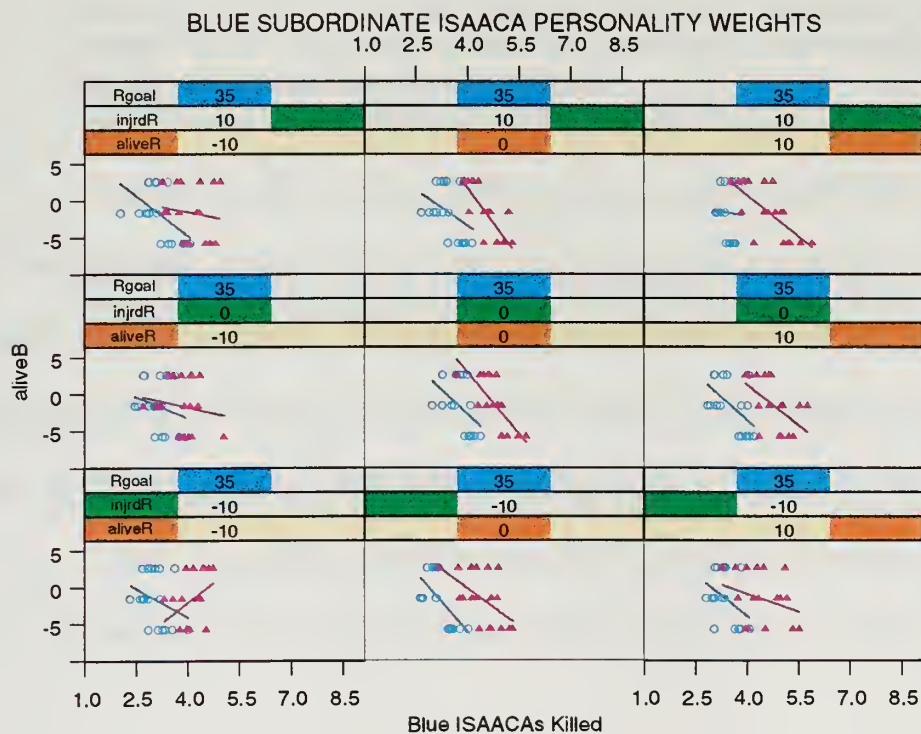 BLUE SUBORDINATE ISAACA PERSONALITY WEIGHTS
1.0 2.5 4.0 5.5 7.0 8.5
Rgoal 35 35 35
injrdR 10 10 10
aliveR -10 0 10
5
0
-5
Rgoal 35 35 35
injrdR 0 0 0
aliveR -10 0 10
5
0
-5
aliveB
Rgoal 35 35 35
injrdR -10 -10 -10
aliveR -10 0 10
5
0
-5
1.0 2.5 4.0 5.5 7.0 8.5 1.0 2.5 4.0 5.5 7.0 8.5
Blue ISAACAs Killed